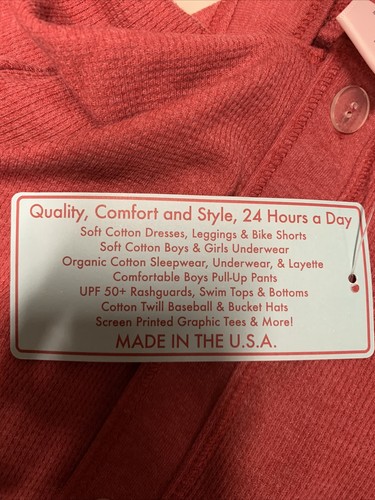 Quality, Comfort and Style, 24 Hours a Day
Soft Cotton Dresses, Leggings & Bike Shorts
Soft Cotton Boys & Girls Underwear
Organic Cotton Sleepwear, Underwear, & Layette
Comfortable Boys Pull-Up Pants
UPF 50+ Rashguards, Swim Tops & Bottoms
Cotton Twill Baseball & Bucket Hats
Screen Printed Graphic Tees & More!
MADE IN THE U.S.A.